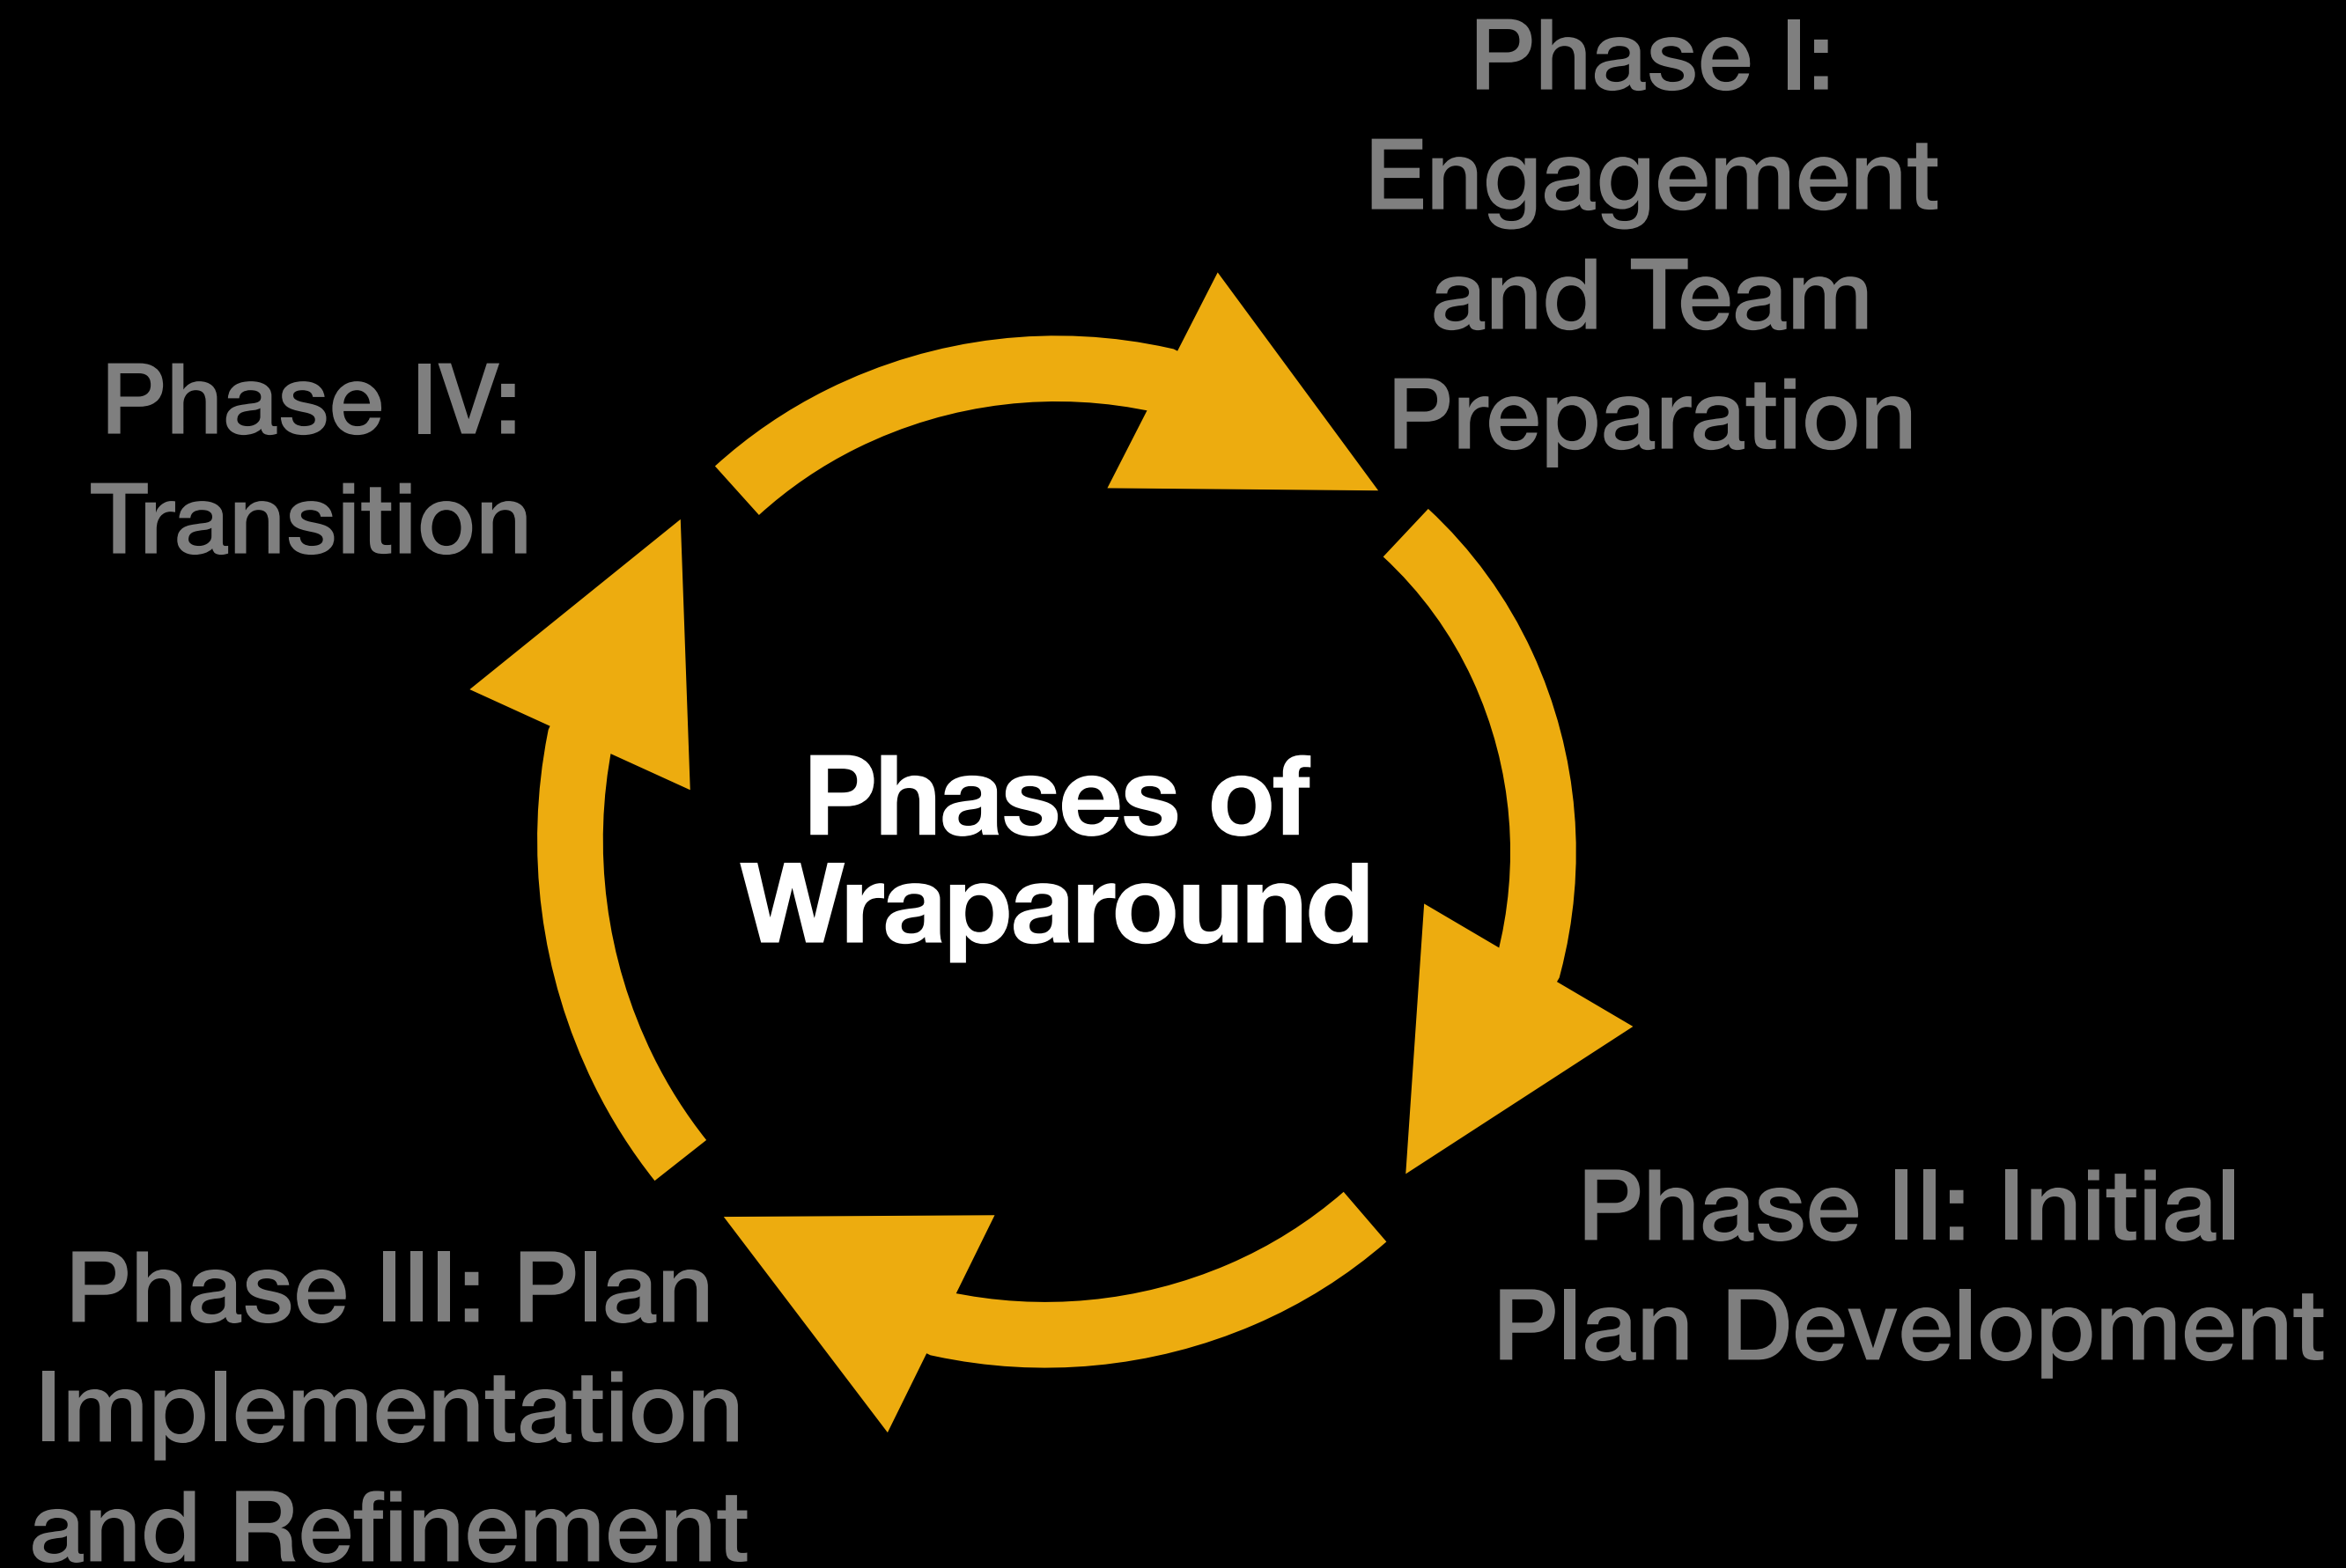 Phase I:
Engagement
and Team
Preparation
Phase IV:
Transition
Phases of
Wraparound
Phase II: Initial
Plan Development
Phase III: Plan
Implementation
and Refinement